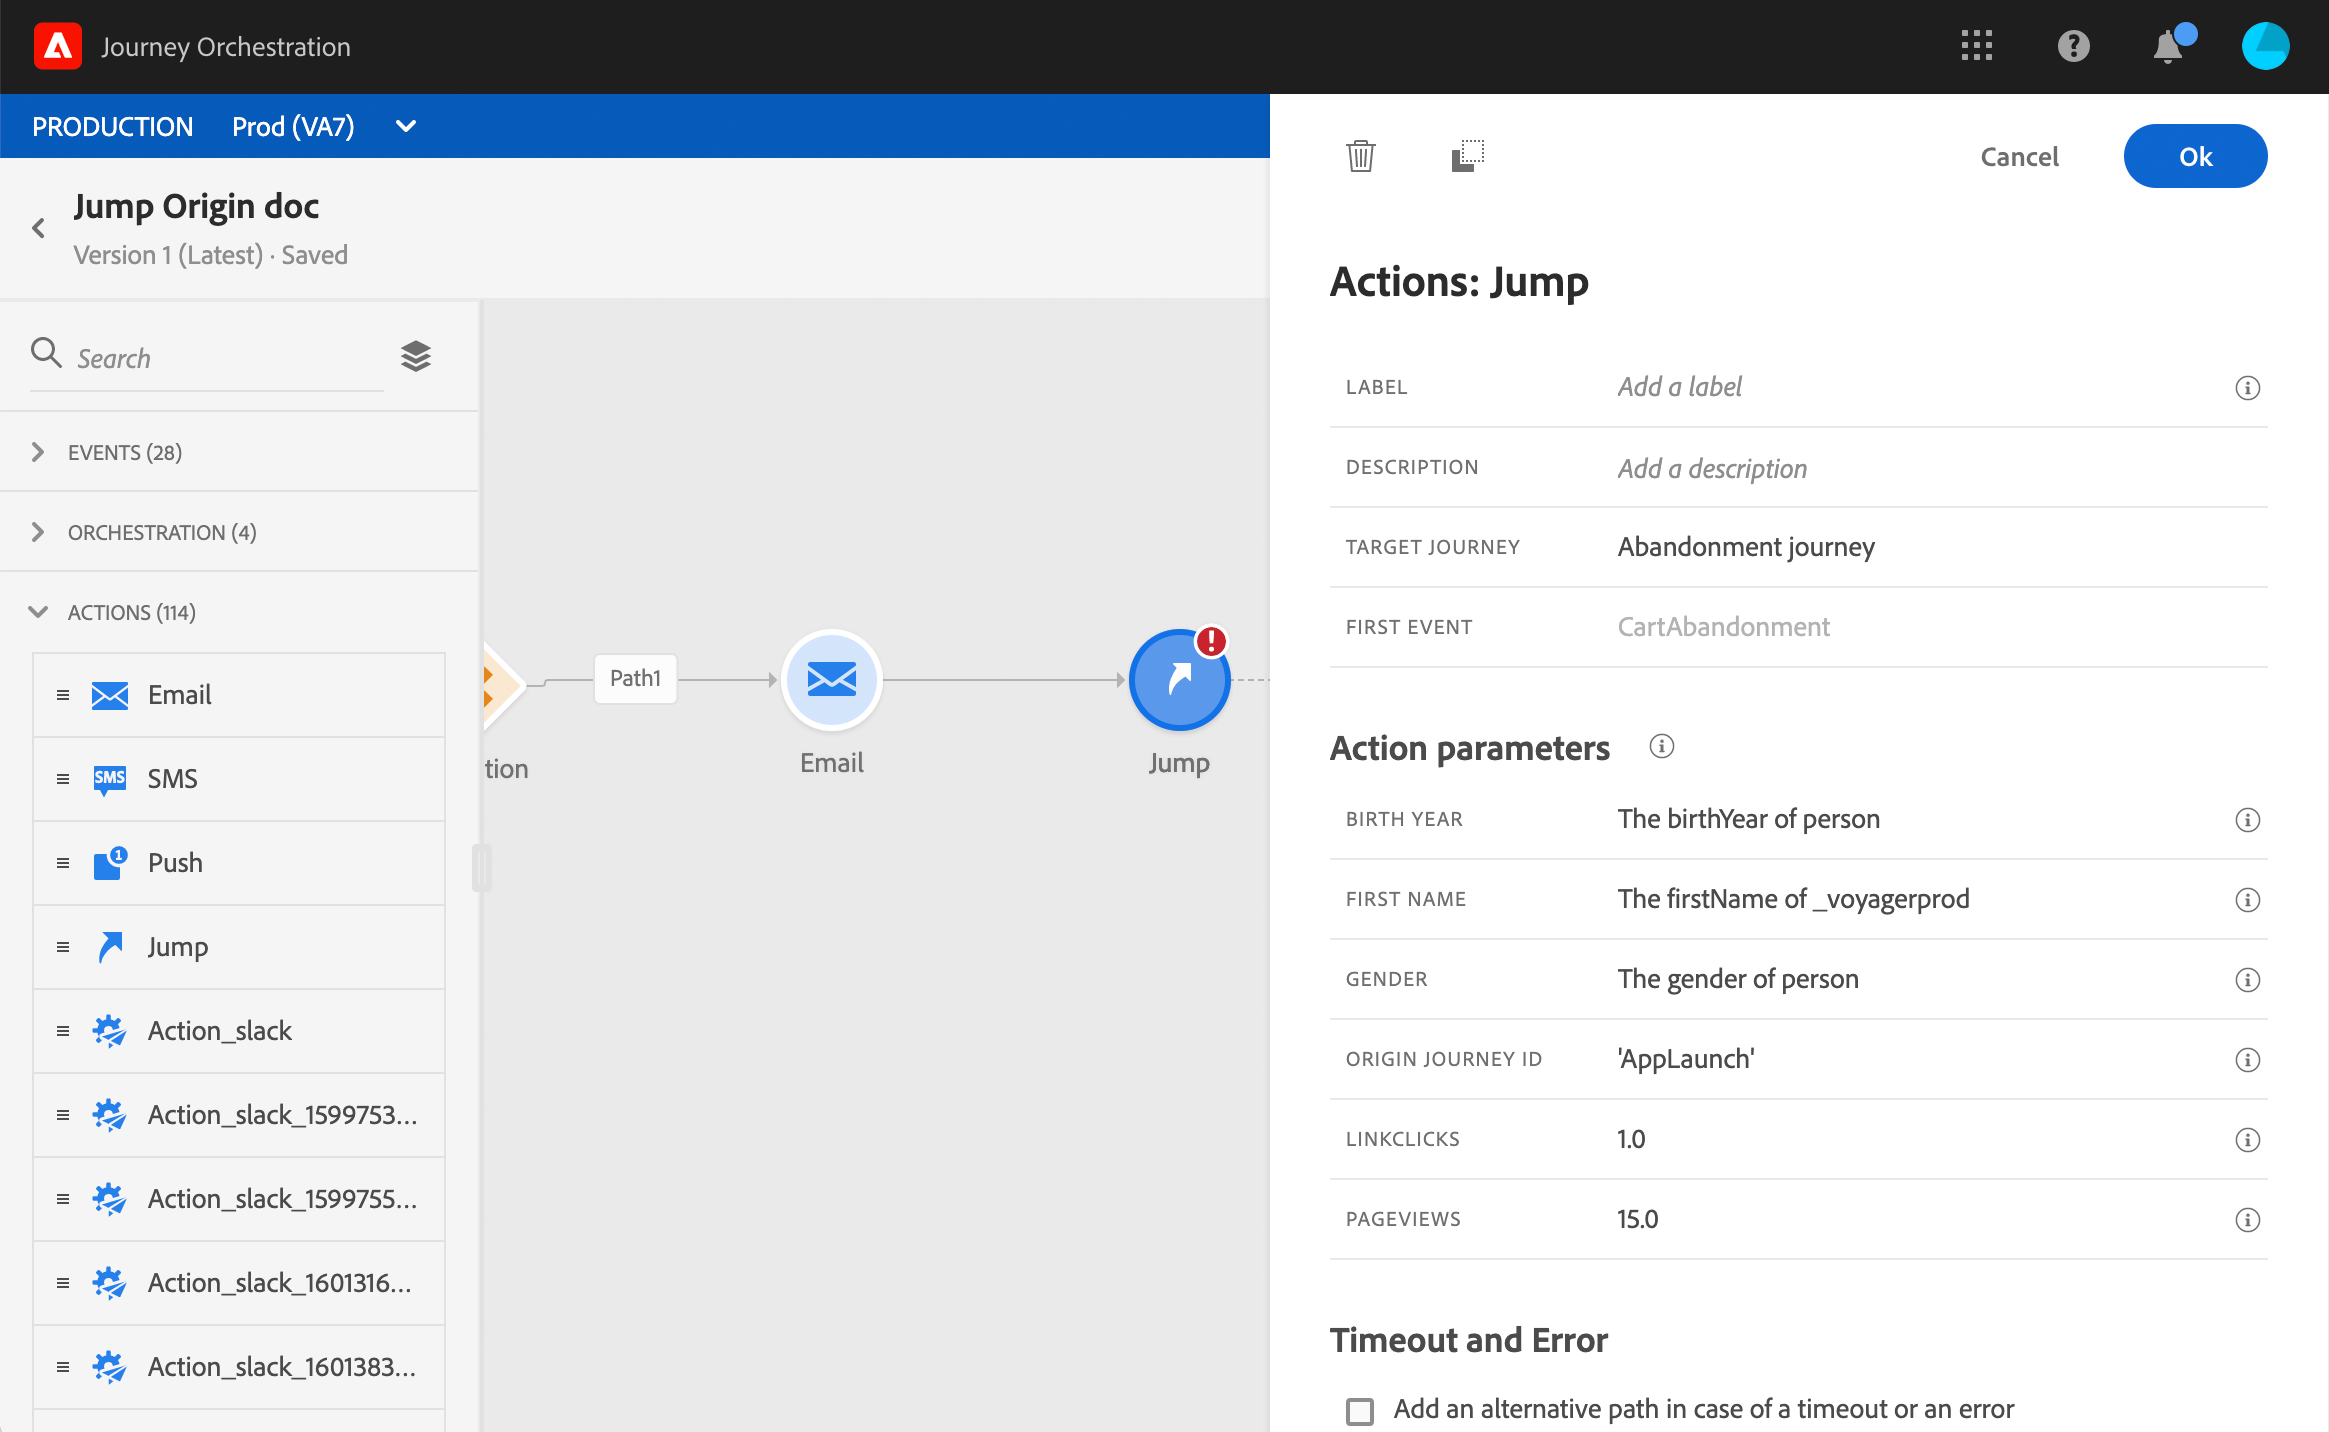 Journey Orchestration
PRODUCTION Prod (VA7)
Cancel
Ok
Jump Origin doc
Version 1 (Latest) · Saved
Search
EVENTS (28)
ORCHESTRATION (4)
ACTIONS (114)
Email
SMS
SMS
1
Push
Jump
Action_slack
Action_slack_1599753...
Action_slack_1599755...
Action_slack_1601316...
Action_slack_1601383...
tion
Path1
Email
Jump
Actions: Jump
LABEL Add a label
DESCRIPTION Add a description
TARGET JOURNEY Abandonment journey
FIRST EVENT CartAbandonment
Action parameters
BIRTH YEAR The birthYear of person
FIRST NAME The firstName of _voyagerprod
GENDER The gender of person
ORIGIN JOURNEY ID 'AppLaunch'
LINKCLICKS 1.0
PAGEVIEWS 15.0
Timeout and Error
Add an alternative path in case of a timeout or an error